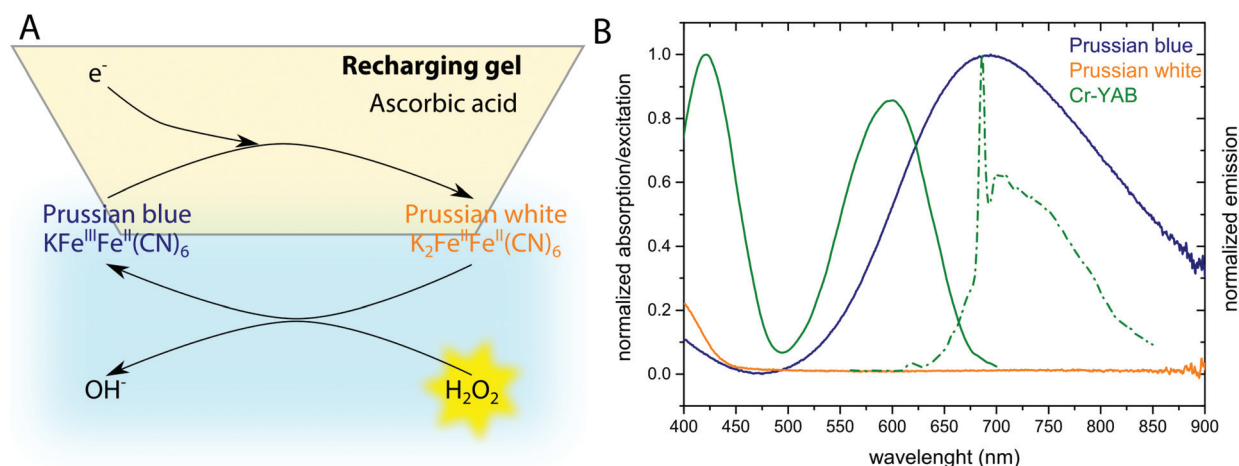 A
Recharging gel
e⁻
Ascorbic acid
Prussian blue
KFeᴵᴵᴵFeᴵᴵ(CN)₆
Prussian white
K₂FeᴵᴵFeᴵᴵ(CN)₆
OH⁻
H₂O₂
B
Prussian blue
Prussian white
Cr-YAB
normalized absorption/excitation
1.0
0.8
0.6
0.4
0.2
0.0
normalized emission
400 450 500 550 600 650 700 750 800 850 900
wavelenght (nm)